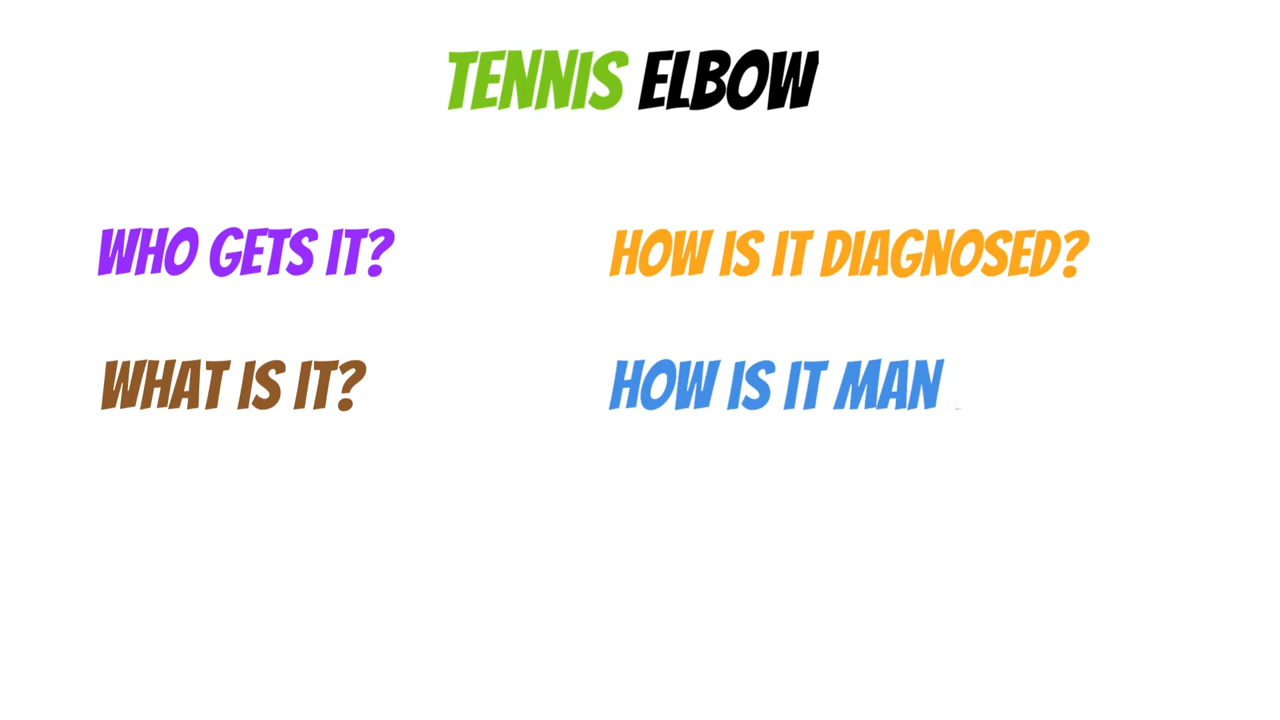 TENNIS ELBOW
WHO GETS IT?
WHAT IS IT?
HOW IS IT DIAGNOSED?
HOW IS IT MAN